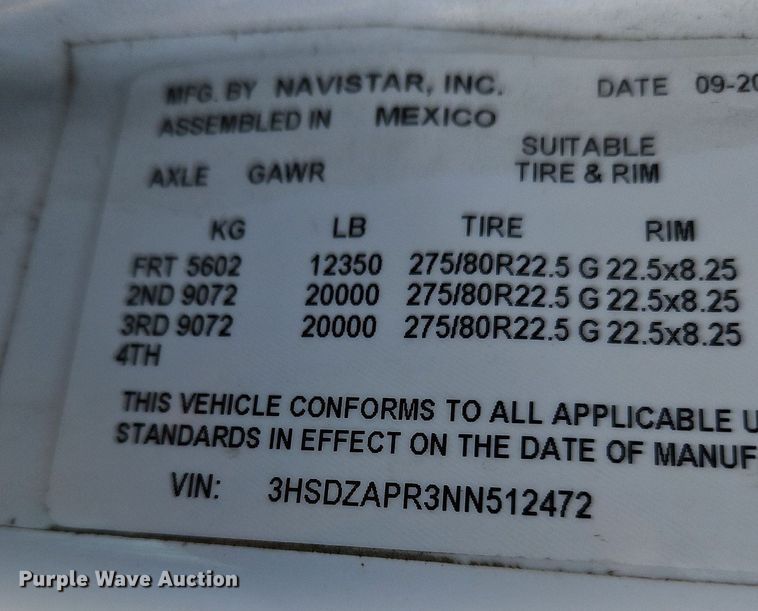 MFG. BY NAVISTAR, INC. DATE 09-20
ASSEMBLED IN MEXICO
SUITABLE
AXLE GAWR TIRE & RIM
KG LB TIRE RIM
FRT 5602 12350 275/80R22.5 G 22.5x8.25
2ND 9072 20000 275/80R22.5 G 22.5x8.25
3RD 9072 20000 275/80R22.5 G 22.5x8.25
4TH
THIS VEHICLE CONFORMS TO ALL APPLICABLE U
STANDARDS IN EFFECT ON THE DATE OF MANUF
VIN: 3HSDZAPR3NN512472
Purple Wave Auction